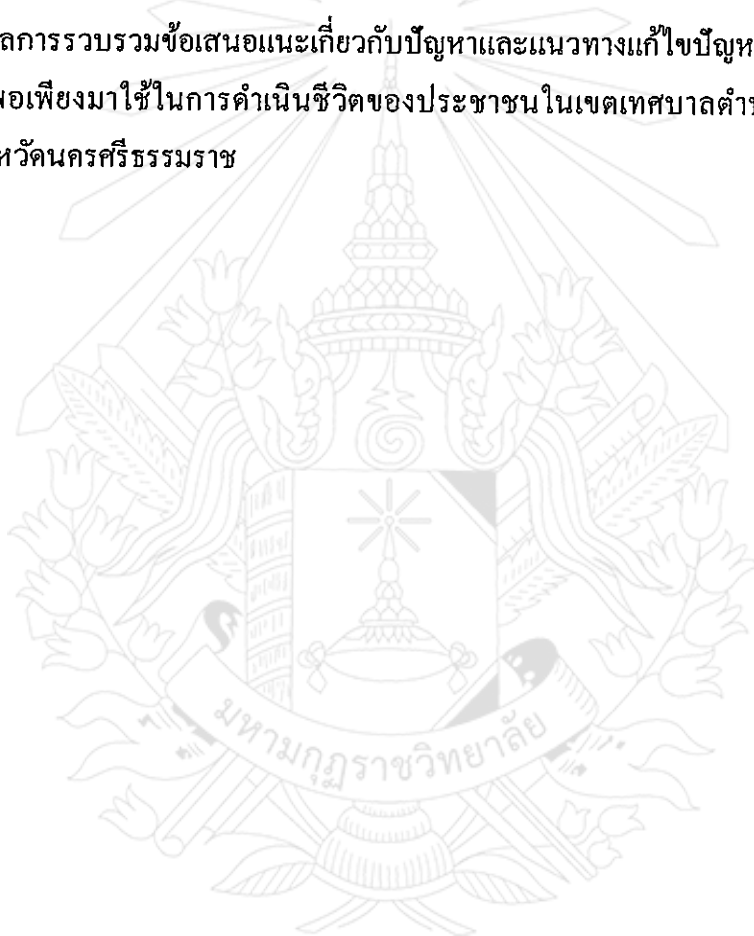 ลการรวบรวมข้อเสนอแนะเกี่ยวกับปัญหาและแนวทางแก้ไขปัญห
พอเพียงมาใช้ในการดำเนินชีวิตของประชาชนในเขตเทศบาลตำบ
หวัดนครศรีธรรมราช
มหามกุฏราชวิทยาลัย